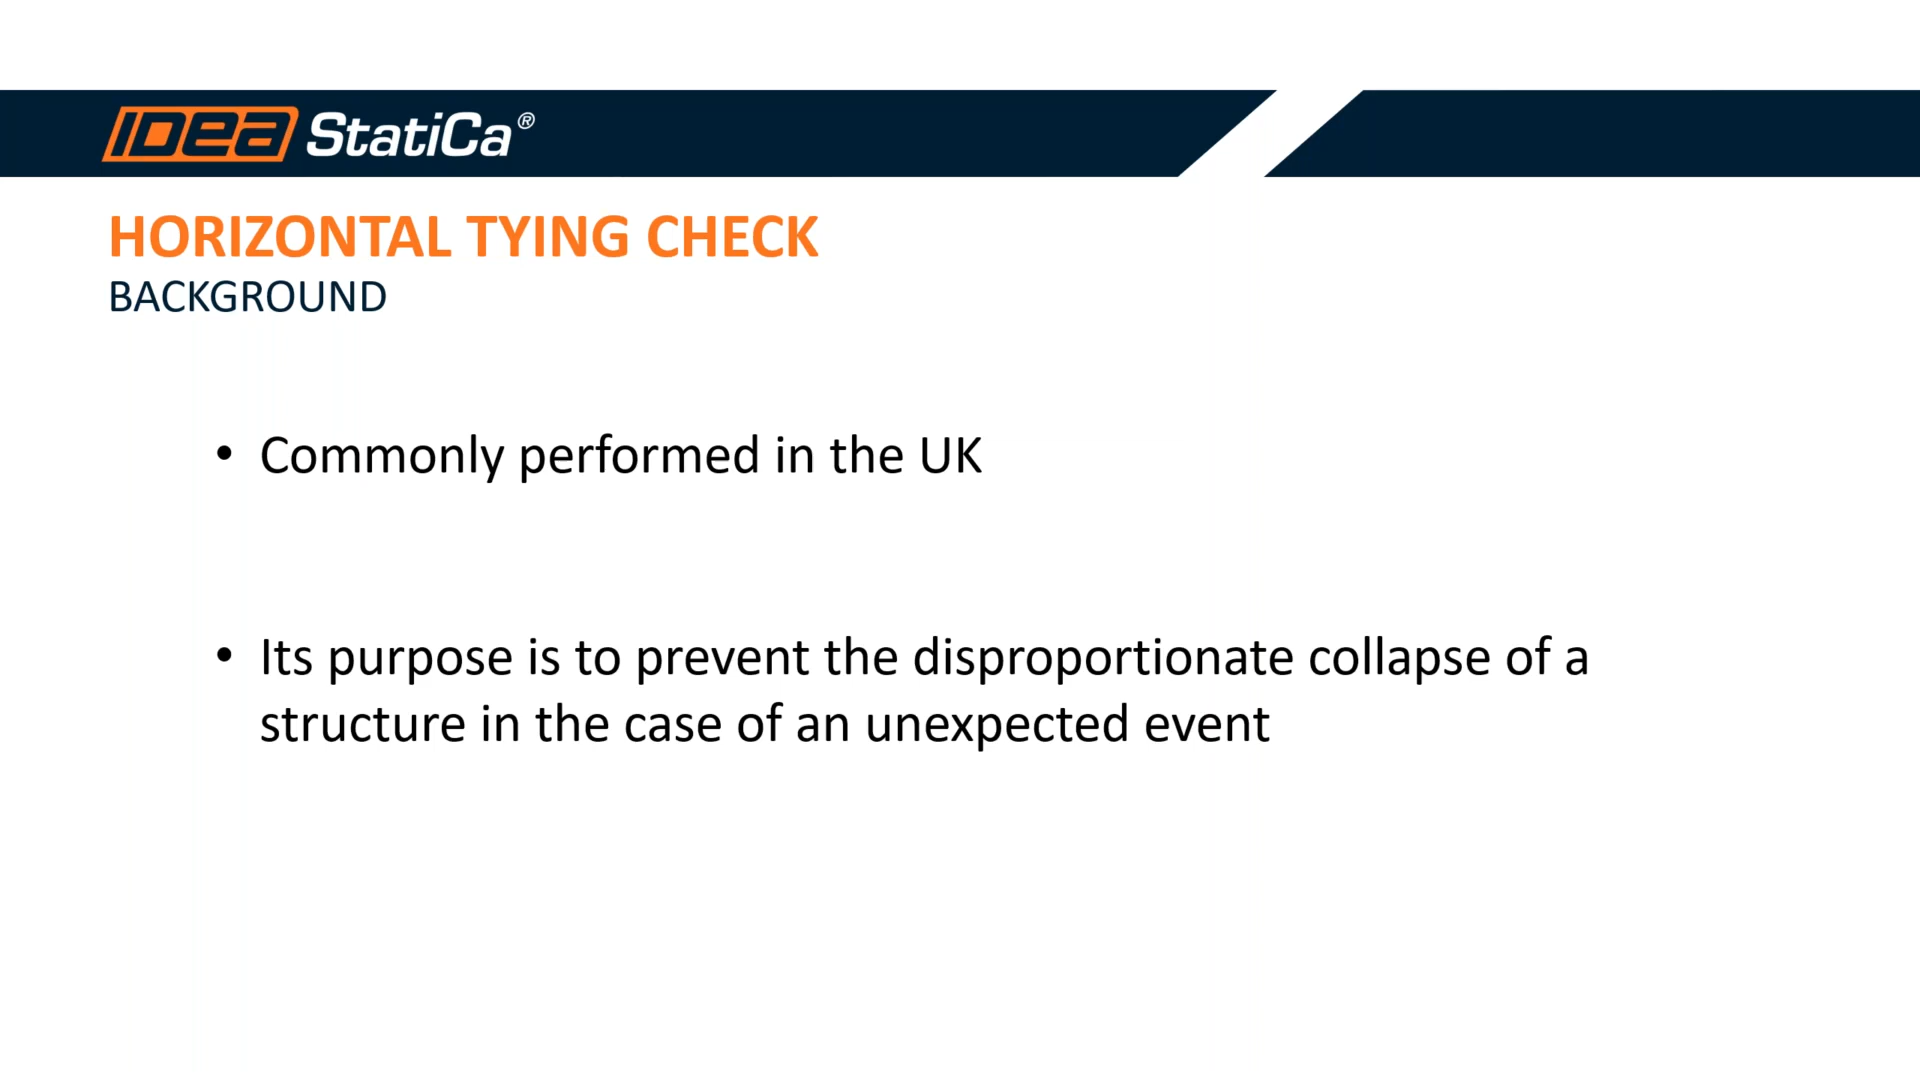 IDEA StatiCa®
HORIZONTAL TYING CHECK
BACKGROUND
• Commonly performed in the UK
• Its purpose is to prevent the disproportionate collapse of a
structure in the case of an unexpected event